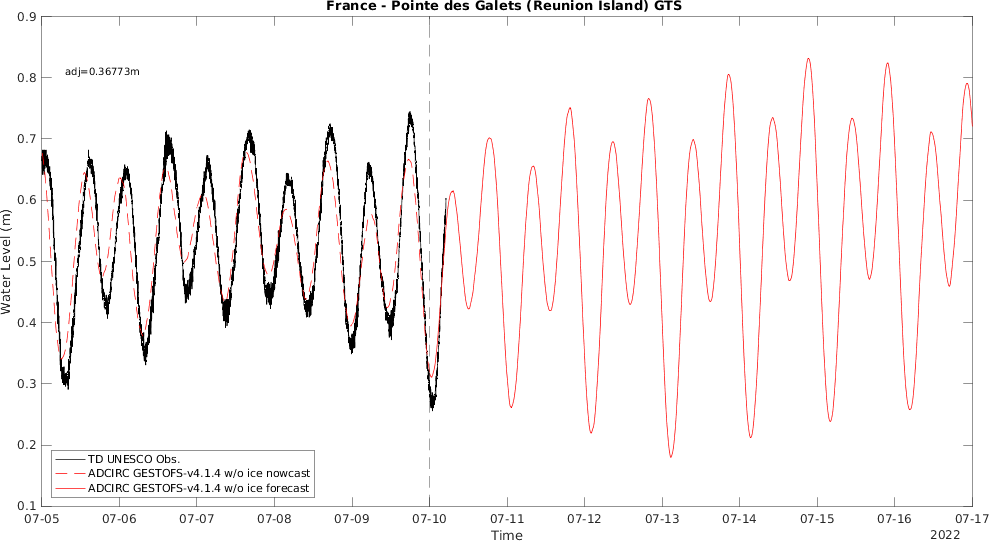 France - Pointe des Galets (Reunion Island) GTS
0.9
0.8
0.7
0.6
0.5
0.4
0.3
0.2
0.1
Water Level (m)
adj=0.36773m
TD UNESCO Obs.
ADCIRC GESTOFS-v4.1.4 w/o ice nowcast
ADCIRC GESTOFS-v4.1.4 w/o ice forecast
07-05 07-06 07-07 07-08 07-09 07-10 07-11 07-12 07-13 07-14 07-15 07-16 07-17
Time
2022